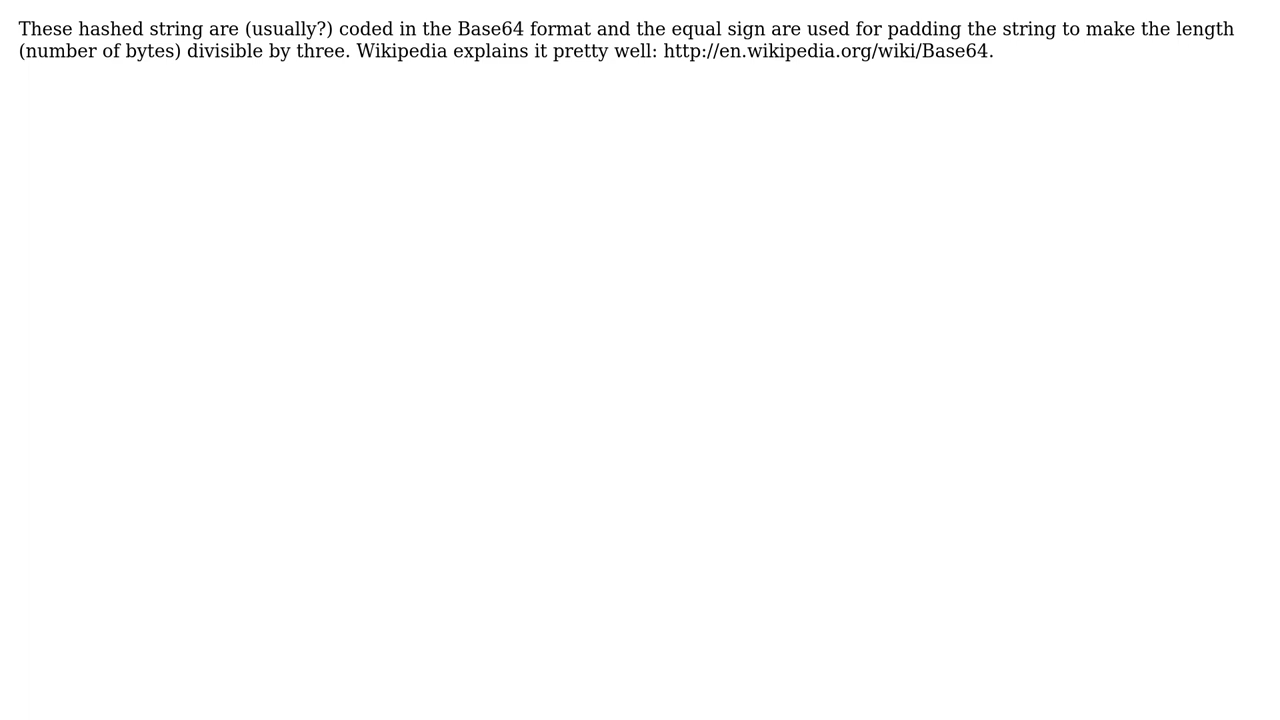 These hashed string are (usually?) coded in the Base64 format and the equal sign are used for padding the string to make the length
(number of bytes) divisible by three. Wikipedia explains it pretty well: http://en.wikipedia.org/wiki/Base64.